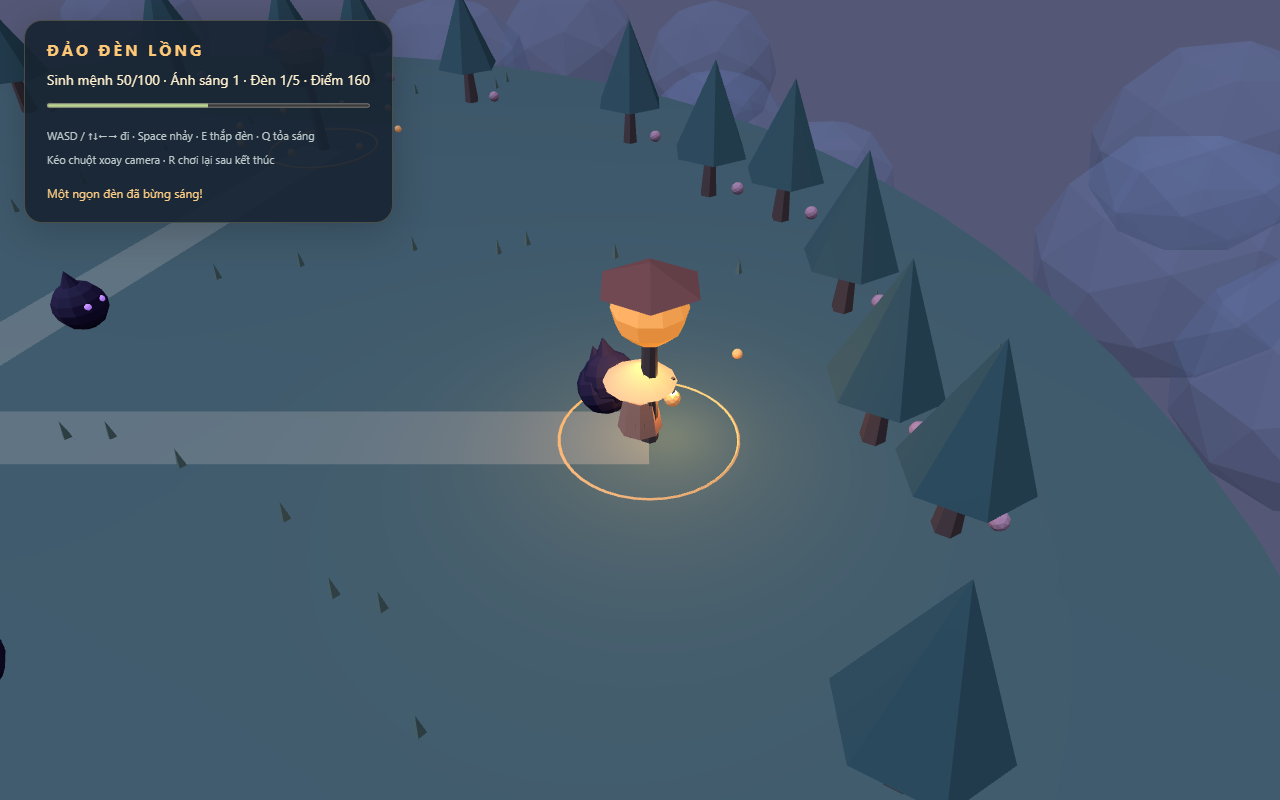 ĐẢO ĐÈN LỒNG
Sinh mệnh 50/100 · Ánh sáng 1 · Đèn 1/5 · Điểm 160
WASD / ↑↓←→ đi · Space nhảy · E thắp đèn · Q tỏa sáng
Kéo chuột xoay camera · R chơi lại sau kết thúc
Một ngọn đèn đã bừng sáng!